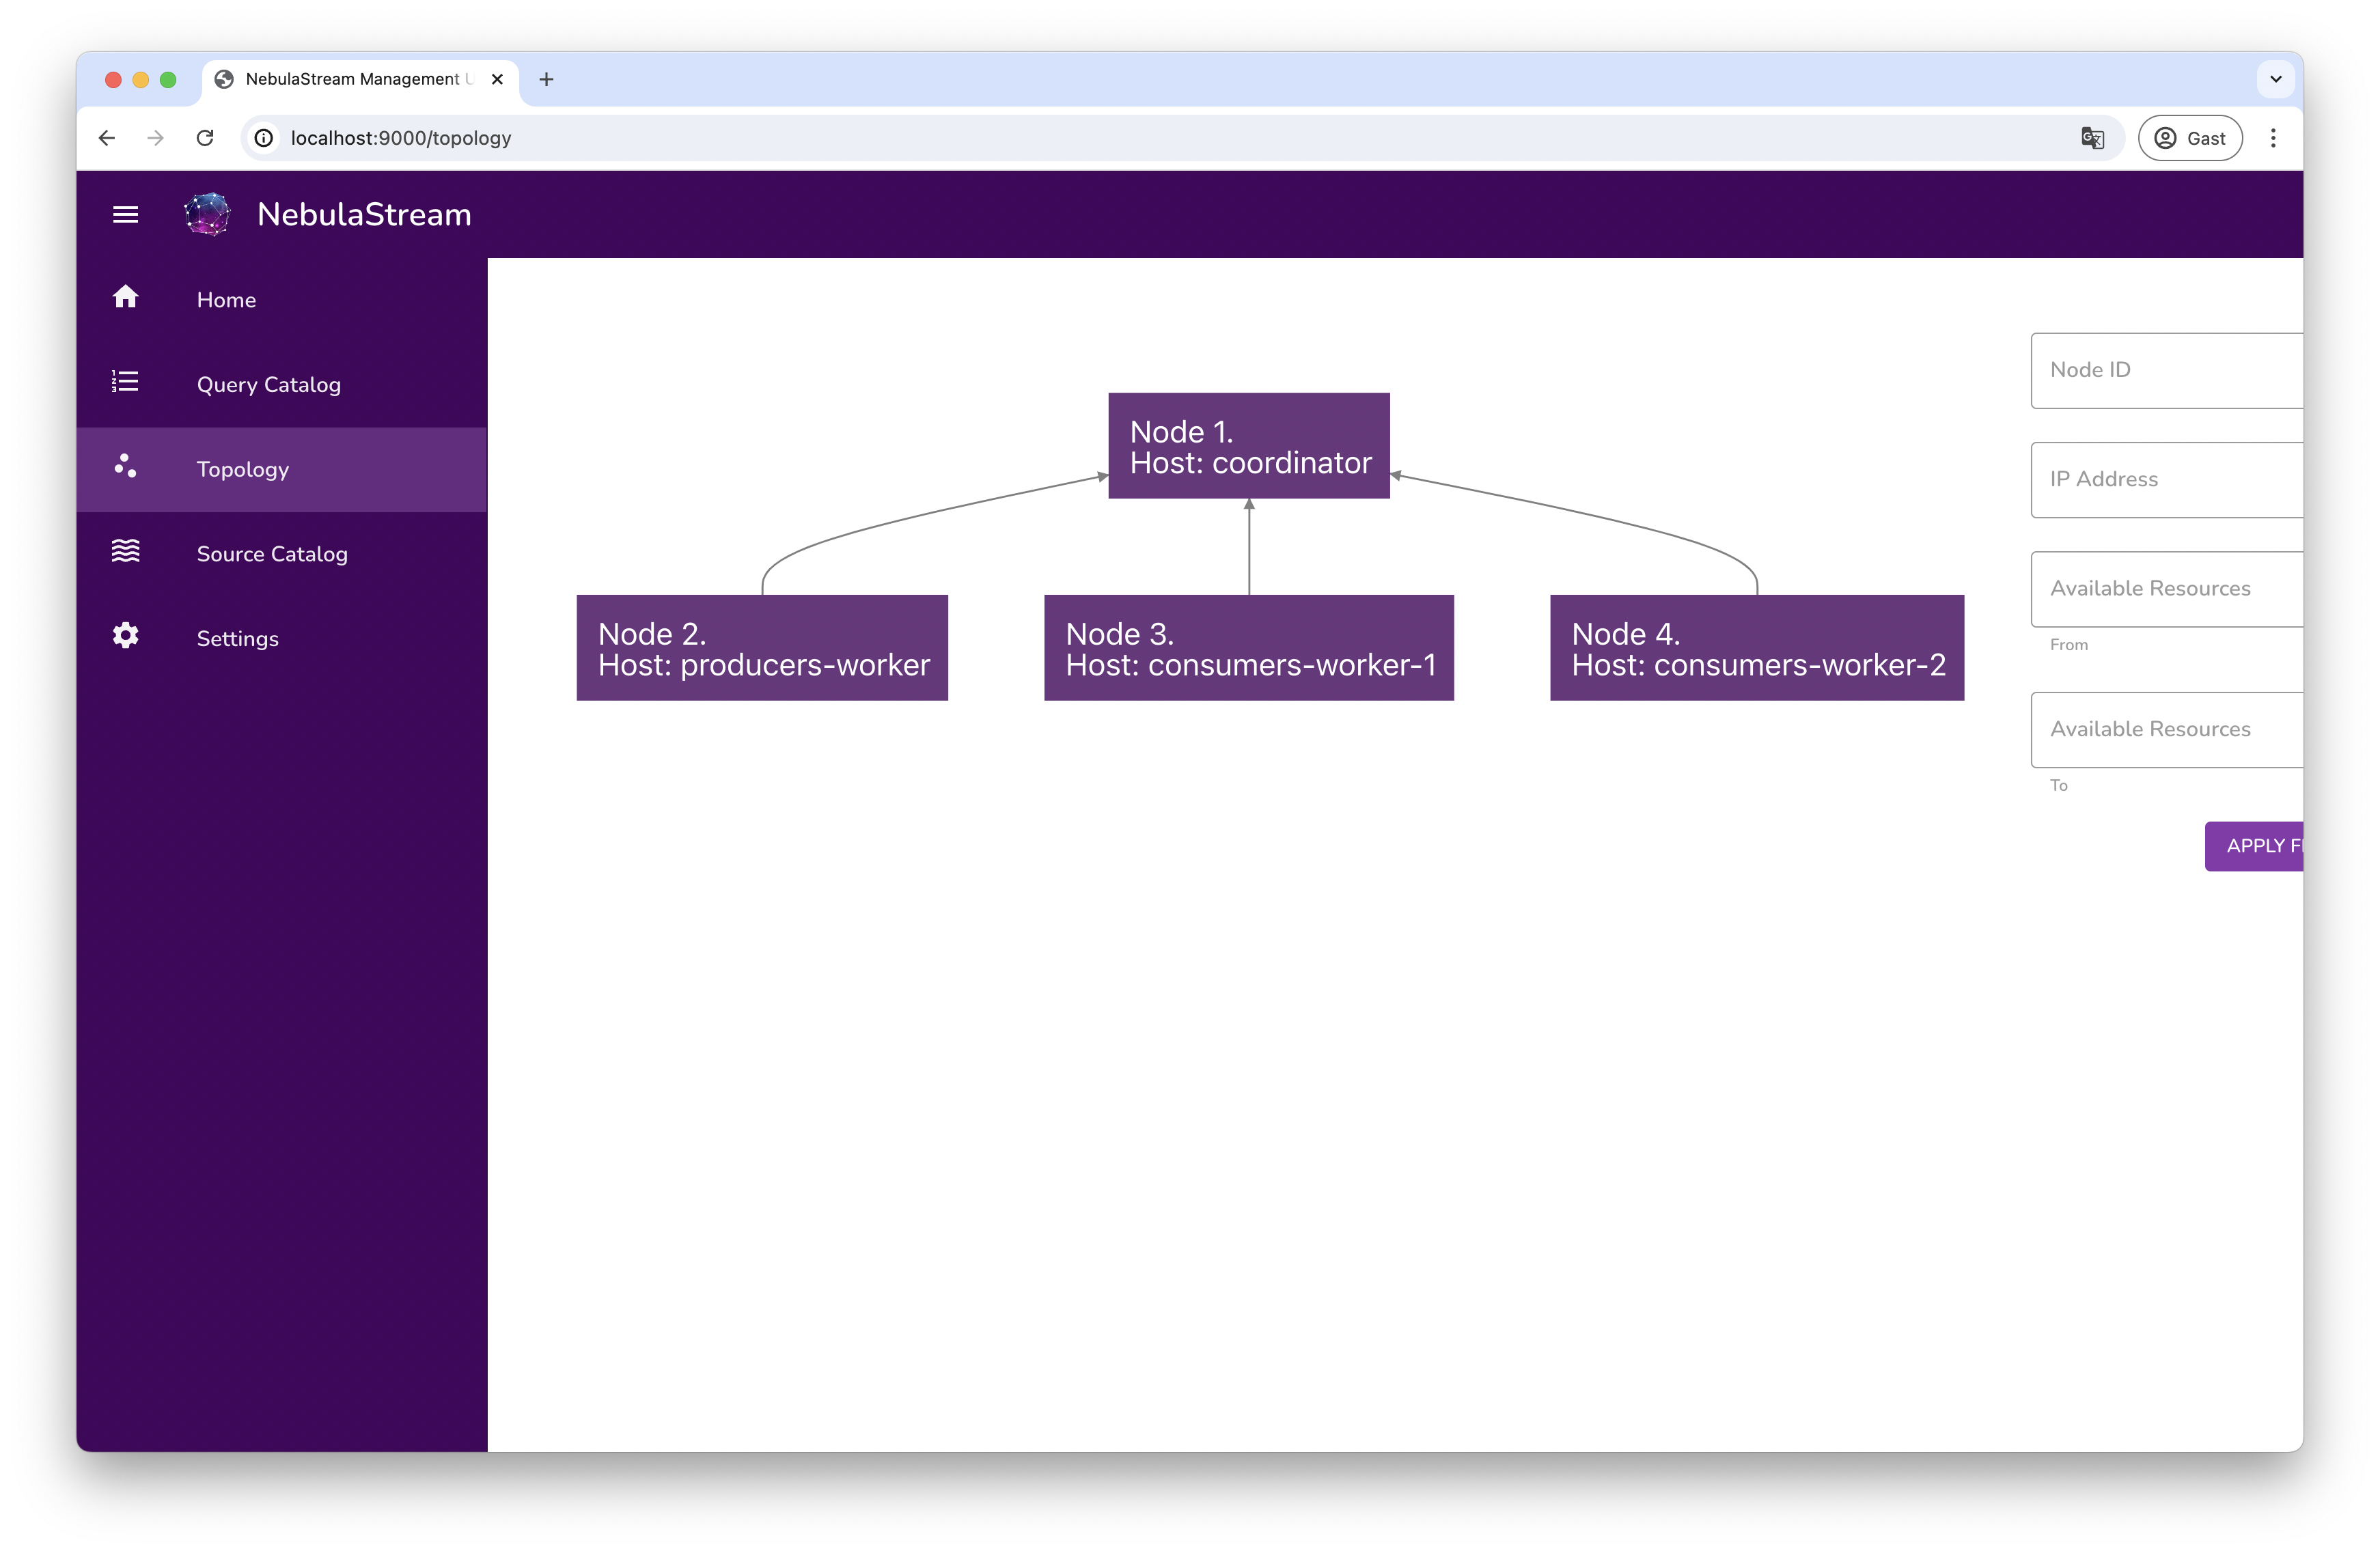 NebulaStream Management U
localhost:9000/topology
Gast
NebulaStream
Home
Query Catalog
Topology
Source Catalog
Settings
Node 1.
Host: coordinator
Node 2.
Host: producers-worker
Node 3.
Host: consumers-worker-1
Node 4.
Host: consumers-worker-2
Node ID
IP Address
Available Resources
From
Available Resources
To
APPLY F